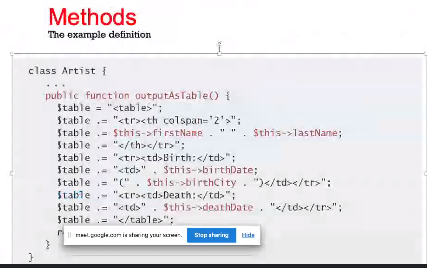 Methods
The example definition
class Artist {
...
public function outputAsTable() {
$table = "<table>";
$table .= "<tr><th colspan='2'>";
$table .= $this->firstName . " " . $this->lastName;
$table .= "</th></tr>";
$table .= "<tr><td>Birth:</td>";
$table .= "<td>" . $this->birthDate;
$table .= "(" . $this->birthCity . ")</td></tr>";
$table .= "<tr><td>Death:</td>";
$table .= "<td>" . $this->deathDate . "</td></tr>";
$table .= "</table>";
meet.google.com is sharing your screen. Stop sharing Hide
}
}